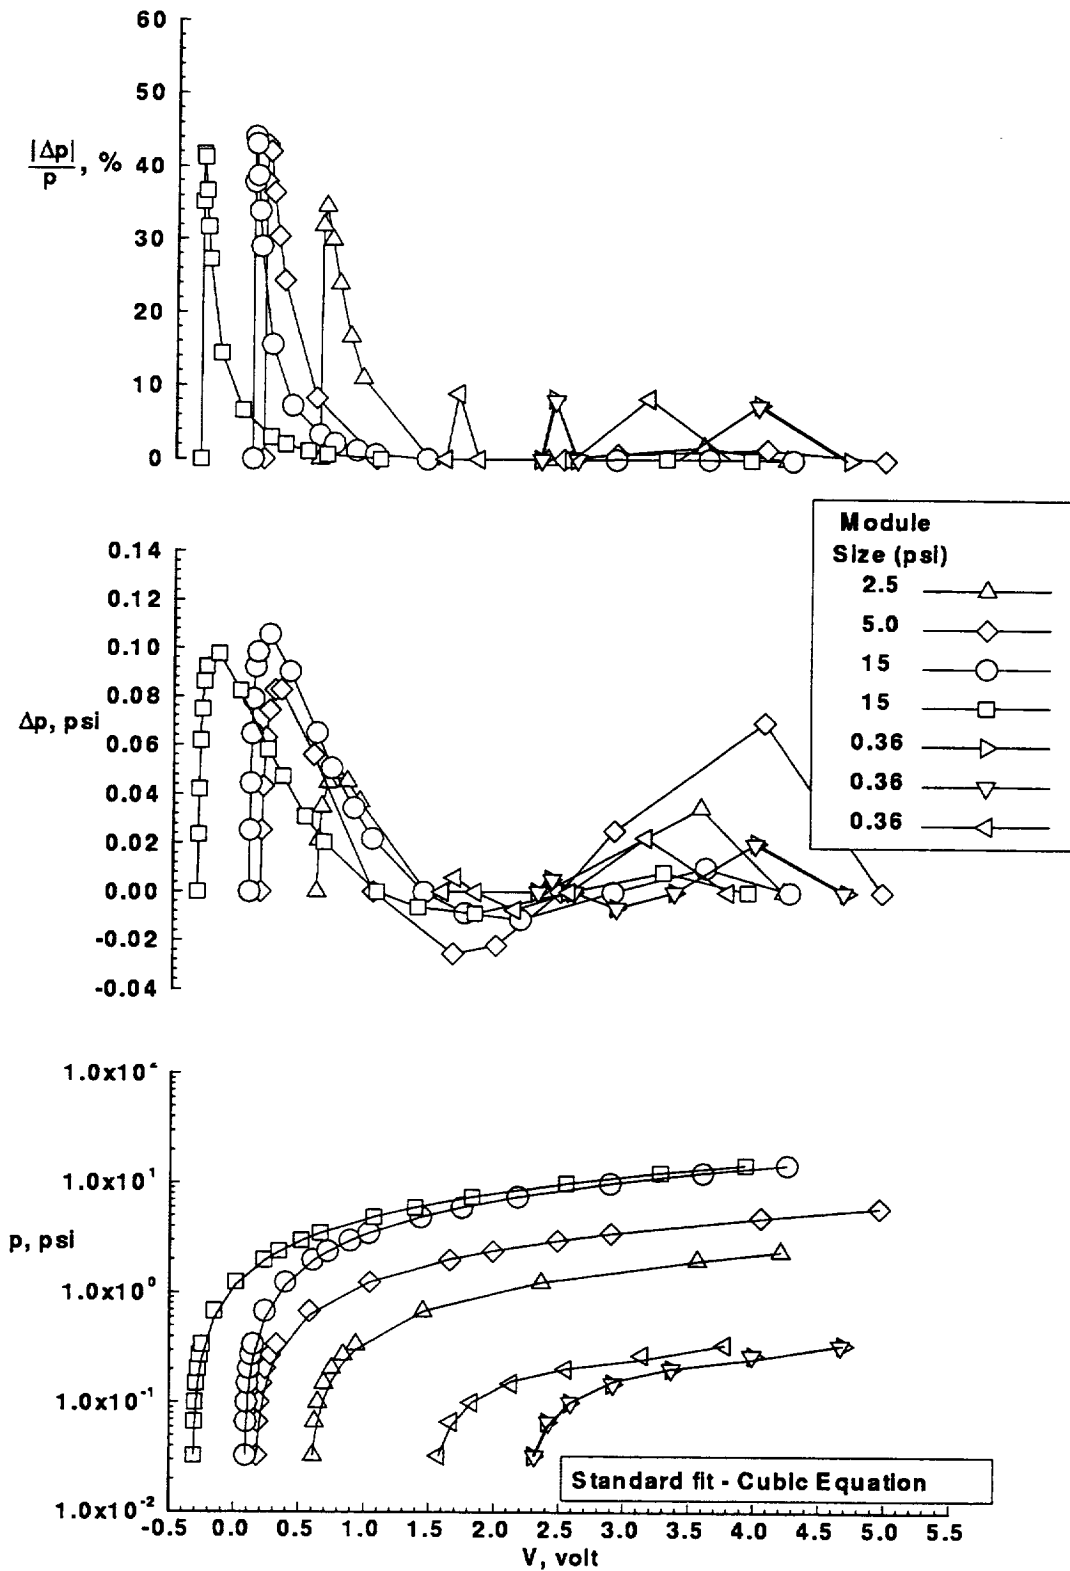 60
50
|Δp|/p, %
40
30
20
10
0
Module
Size (psi)
2.5
5.0
15
15
0.36
0.36
0.36
0.14
0.12
0.10
0.08
Δp, psi
0.06
0.04
0.02
0.00
-0.02
-0.04
1.0x10²
1.0x10¹
p, psi
1.0x10⁰
1.0x10⁻¹
1.0x10⁻²
Standard fit - Cubic Equation
-0.5 0.0 0.5 1.0 1.5 2.0 2.5 3.0 3.5 4.0 4.5 5.0 5.5
V, volt